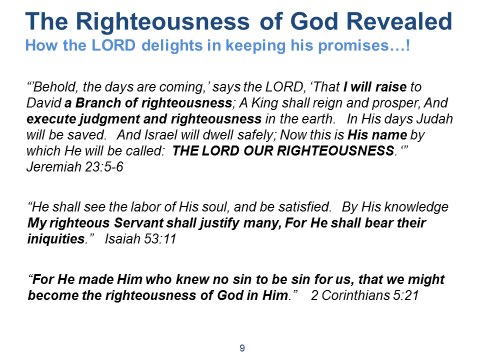 The Righteousness of God Revealed
How the LORD delights in keeping his promises…!
“’Behold, the days are coming,’ says the LORD, ‘That I will raise to
David a Branch of righteousness; A King shall reign and prosper, And
execute judgment and righteousness in the earth. In His days Judah
will be saved. And Israel will dwell safely; Now this is His name by
which He will be called: THE LORD OUR RIGHTEOUSNESS. ‘”
Jeremiah 23:5-6
“He shall see the labor of His soul, and be satisfied. By His knowledge
My righteous Servant shall justify many, For He shall bear their
iniquities.” Isaiah 53:11
“For He made Him who knew no sin to be sin for us, that we might
become the righteousness of God in Him.” 2 Corinthians 5:21
9